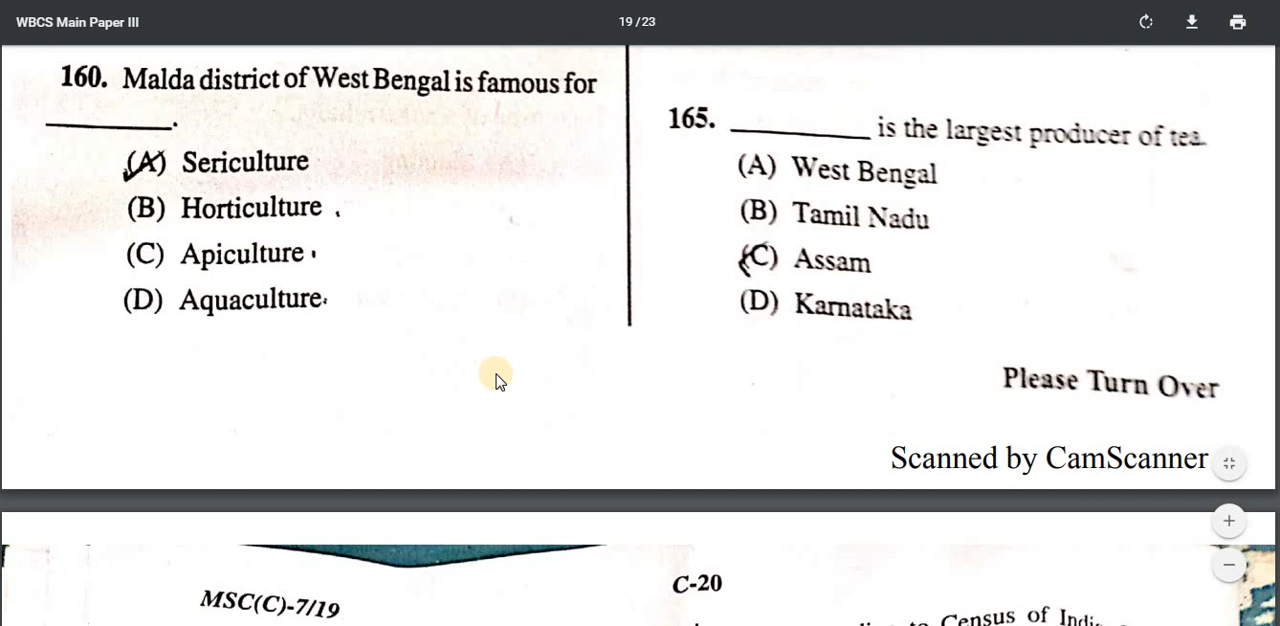 WBCS Main Paper III
19 / 23
160. Malda district of West Bengal is famous for
________.
(A) Sericulture
(B) Horticulture
(C) Apiculture
(D) Aquaculture
165. ________ is the largest producer of tea.
(A) West Bengal
(B) Tamil Nadu
(C) Assam
(D) Karnataka
Please Turn Over
Scanned by CamScanner
MSC(C)-7/19
C-20
Census of